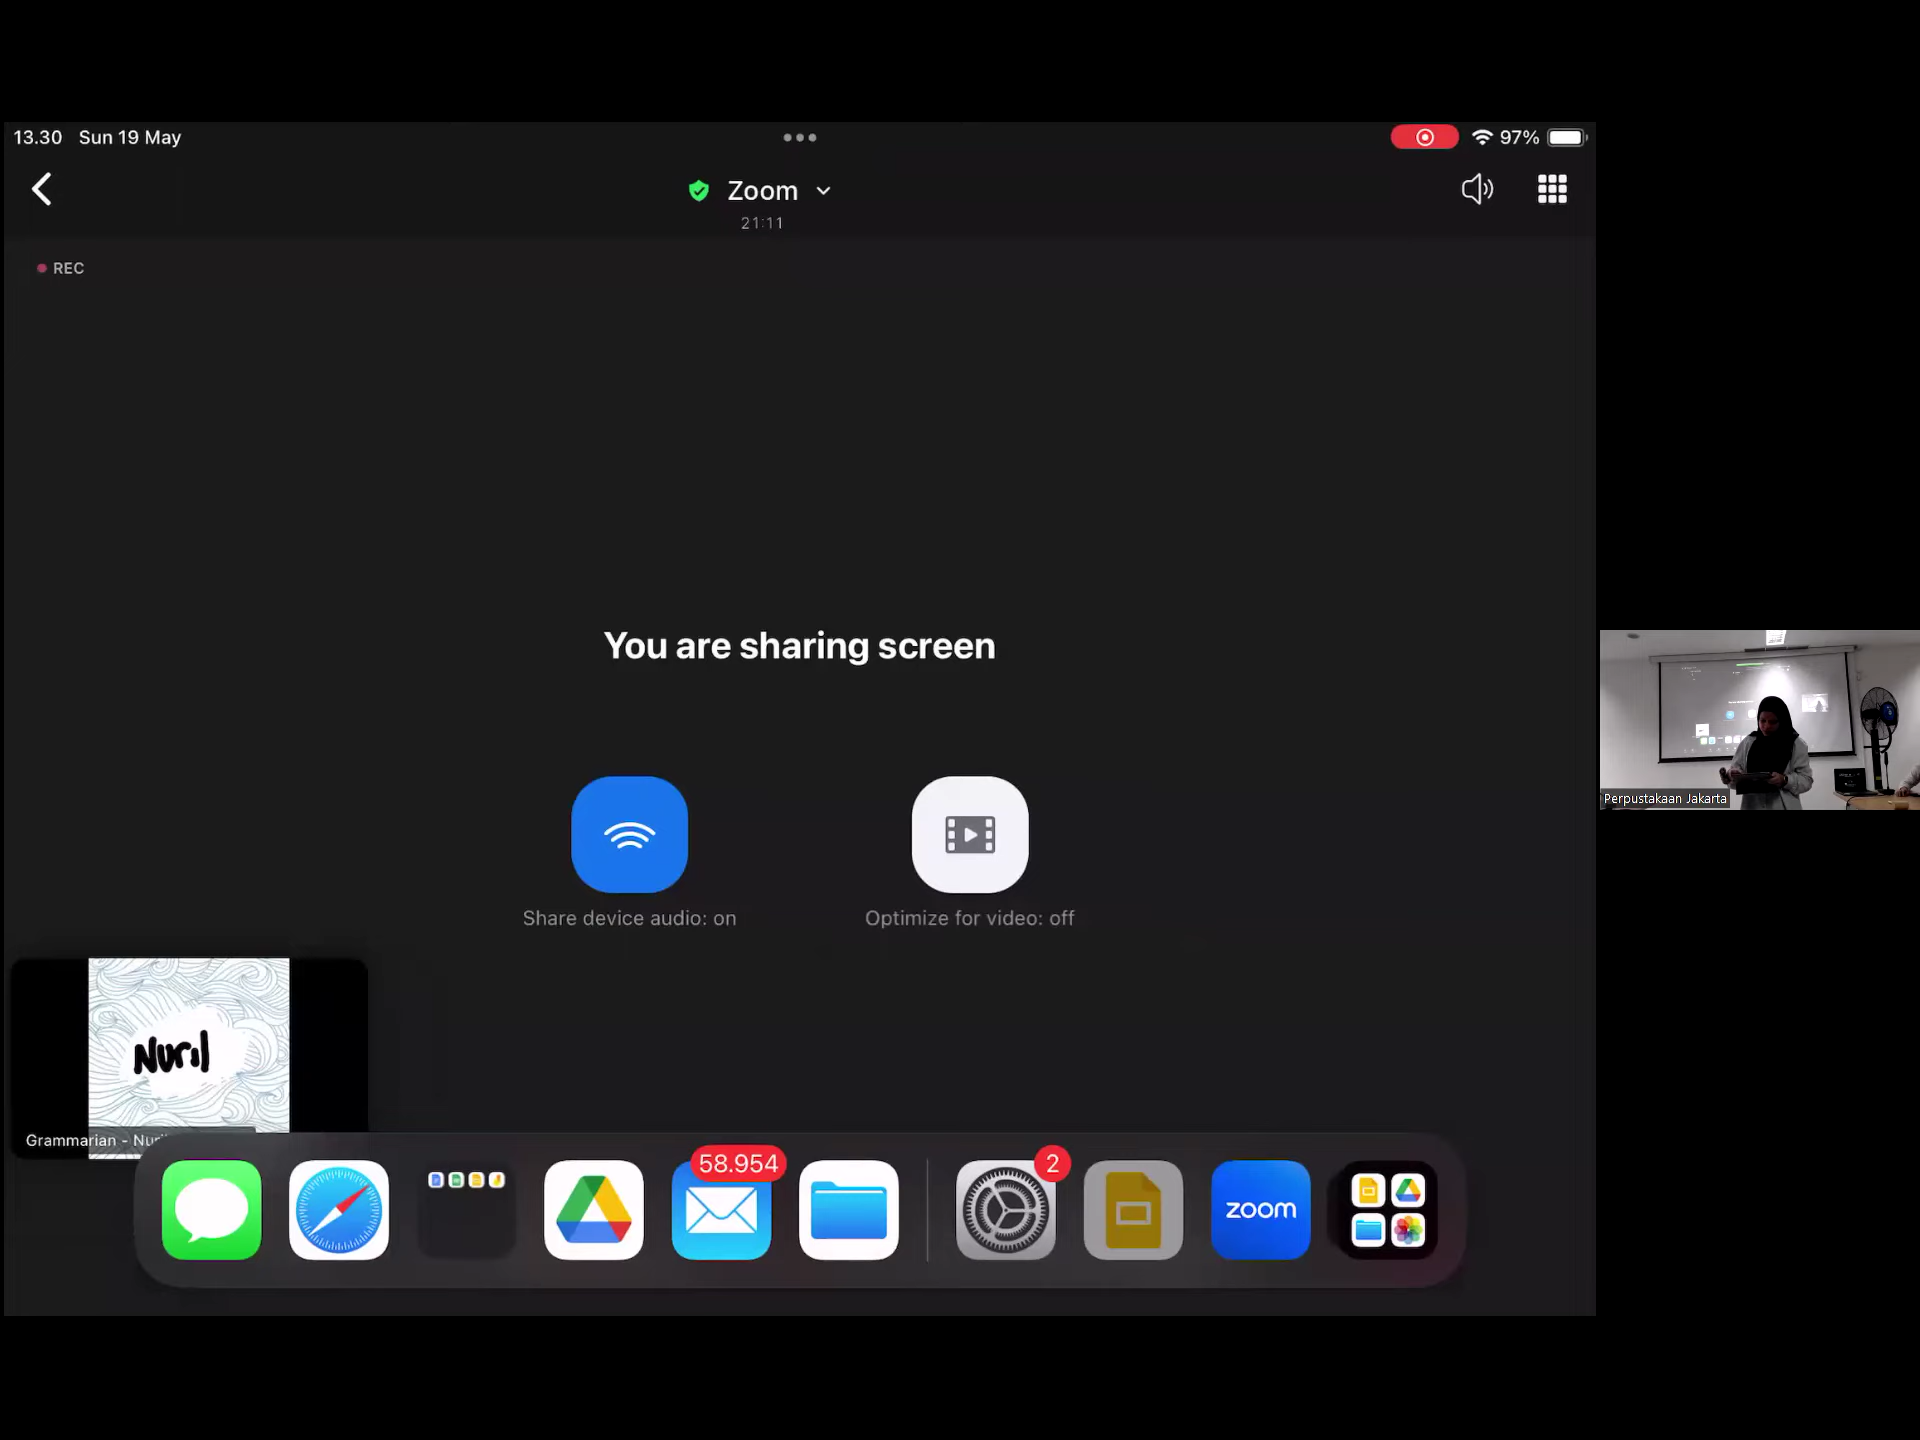 13.30 Sun 19 May
97%
Zoom
21:11
REC
You are sharing screen
Share device audio: on
Optimize for video: off
Perpustakaan Jakarta
Nuril
Grammarian -
58.954
2
zoom